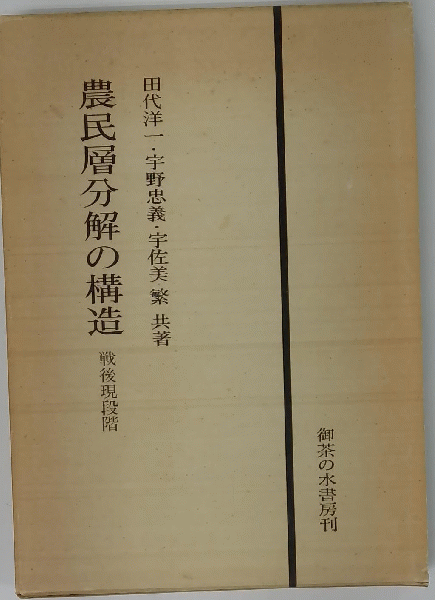 田代洋一・宇野忠義・宇佐美 繁 共著
農民層分解の構造
戦後現段階
御茶の水書房刊